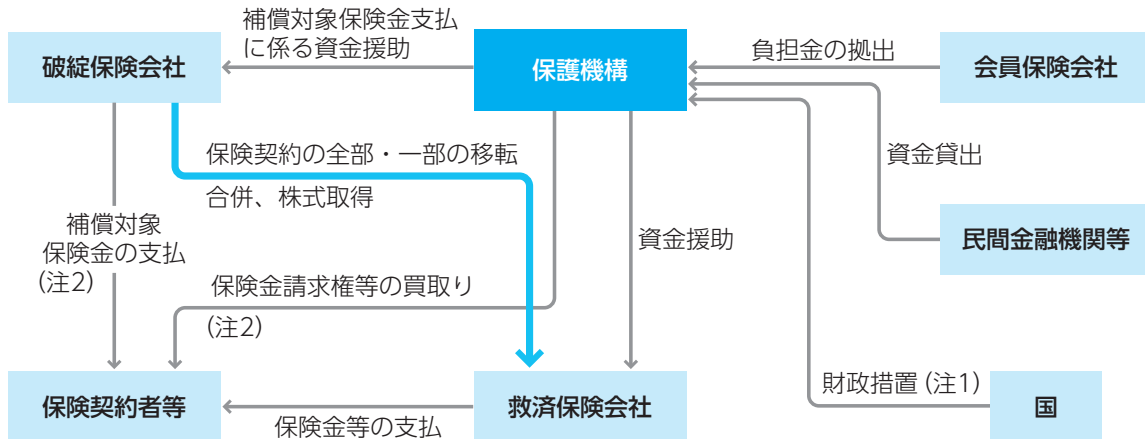 補償対象保険金支払
に係る資金援助
破綻保険会社
保護機構
負担金の拠出
会員保険会社
保険契約の全部・一部の移転
合併、株式取得
資金貸出
補償対象
保険金の支払
(注2)
資金援助
民間金融機関等
保険金請求権等の買取り
(注2)
財政措置(注1)
保険契約者等
保険金等の支払
救済保険会社
国